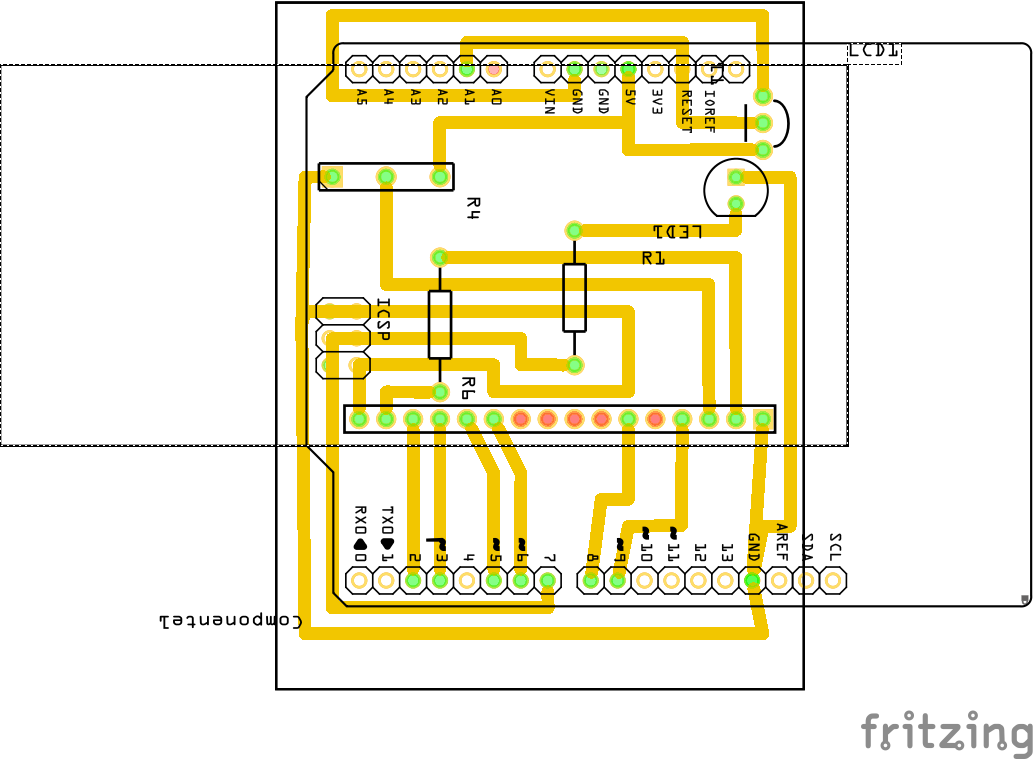 LCD1
A5 A4 A3 A2 A1 A0 VIN GND GND 5V 3V3 RESET IOREF
R4
LED1
R1
ICSP
R6
RX0 TX0
0 1 2 3 4 5 6 7 8 9 10 11 12 13 GND AREF SDA SCL
Componente1
fritzing